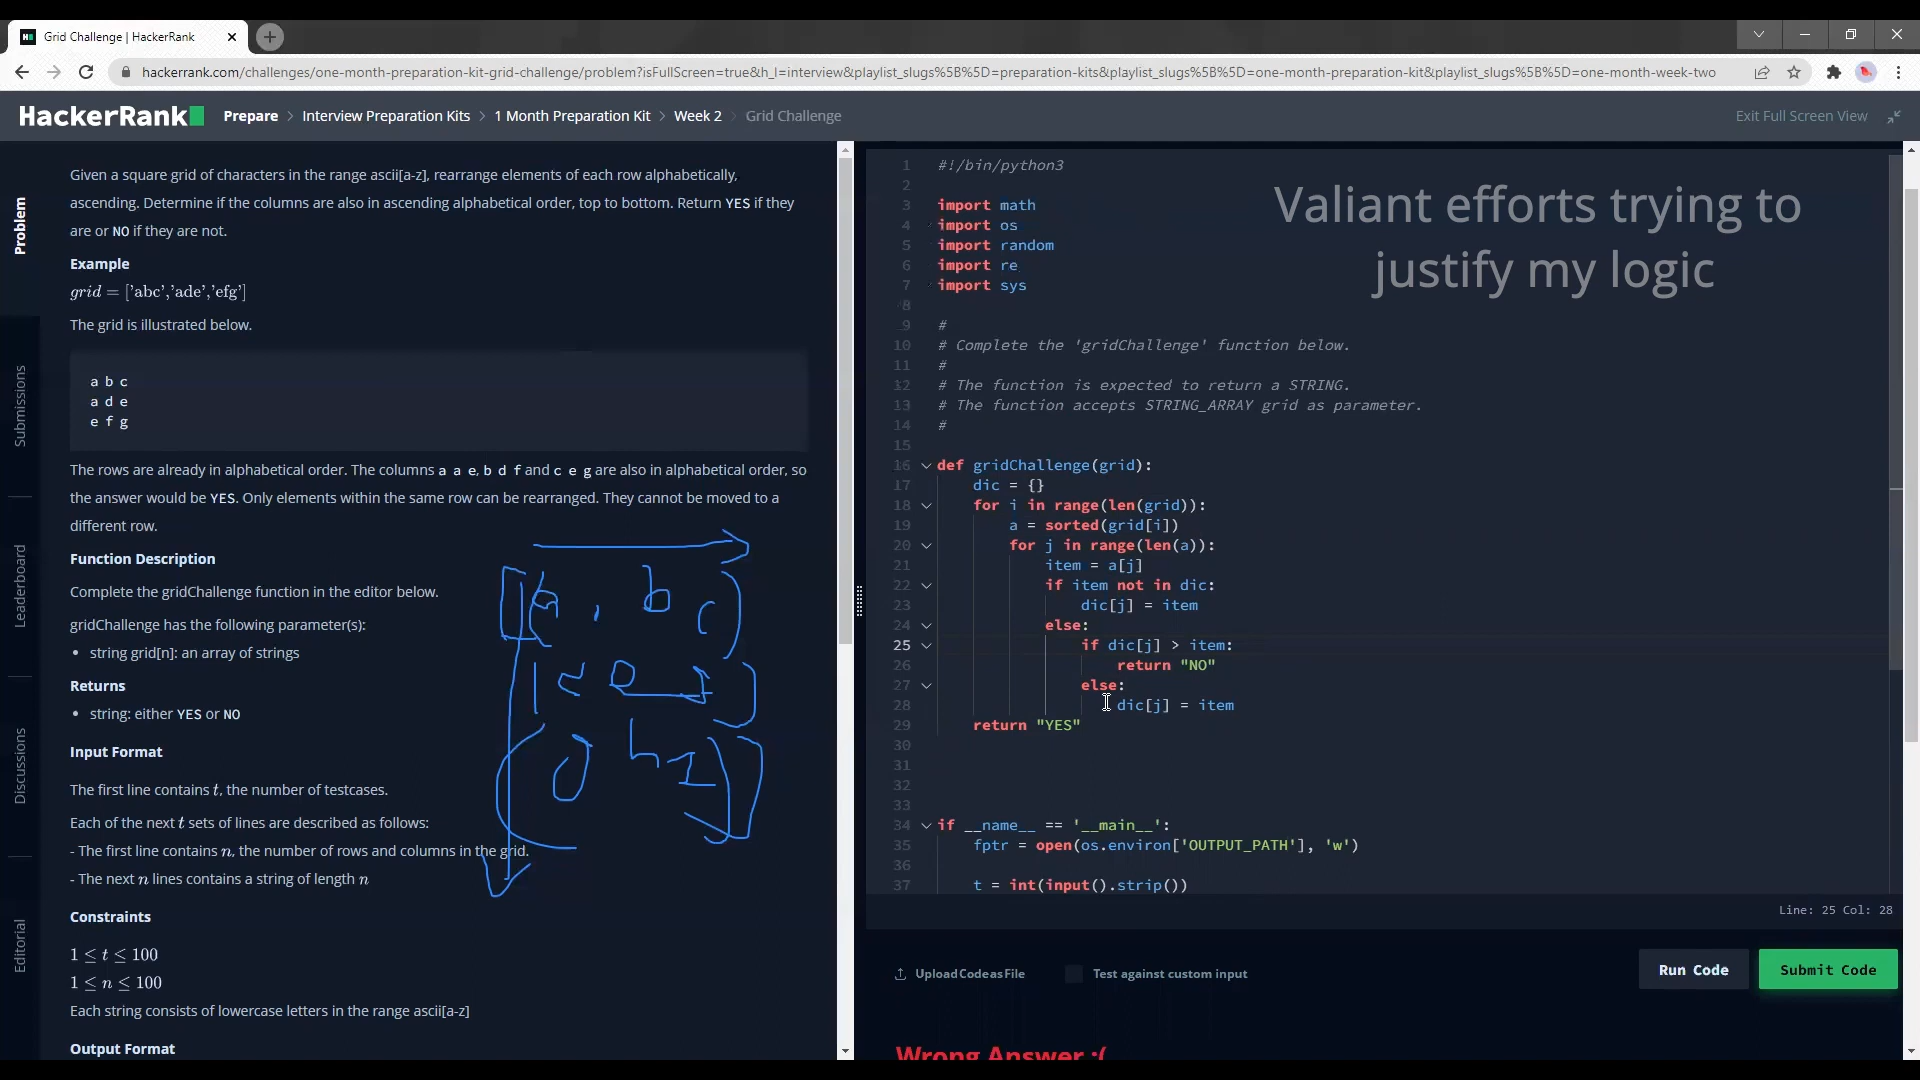 Grid Challenge | HackerRank
hackerrank.com/challenges/one-month-preparation-kit-grid-challenge/problem?isFullScreen=true&h_l=interview&playlist_slugs%5B%5D=preparation-kits&playlist_slugs%5B%5D=one-month-preparation-kit&playlist_slugs%5B%5D=one-month-week-two
HackerRank Prepare > Interview Preparation Kits > 1 Month Preparation Kit > Week 2 > Grid Challenge
Exit Full Screen View
Problem
Submissions
Leaderboard
Discussions
Editorial
Given a square grid of characters in the range ascii[a-z], rearrange elements of each row alphabetically,
ascending. Determine if the columns are also in ascending alphabetical order, top to bottom. Return YES if they
are or NO if they are not.
Example
grid = ['abc','ade','efg']
The grid is illustrated below.
a b c
a d e
e f g
The rows are already in alphabetical order. The columns a a e, b d f and c e g are also in alphabetical order, so
the answer would be YES. Only elements within the same row can be rearranged. They cannot be moved to a
different row.
Function Description
Complete the gridChallenge function in the editor below.
gridChallenge has the following parameter(s):
• string grid[n]: an array of strings
Returns
• string: either YES or NO
Input Format
The first line contains t, the number of testcases.
Each of the next t sets of lines are described as follows:
- The first line contains n, the number of rows and columns in the grid.
- The next n lines contains a string of length n
Constraints
1 ≤ t ≤ 100
1 ≤ n ≤ 100
Each string consists of lowercase letters in the range ascii[a-z]
Output Format
a , b c
Valiant efforts trying to
justify my logic
1 #!/bin/python3
2
3 import math
4 import os
5 import random
6 import re
7 import sys
8
9 #
10 # Complete the 'gridChallenge' function below.
11 #
12 # The function is expected to return a STRING.
13 # The function accepts STRING_ARRAY grid as parameter.
14 #
15
16 def gridChallenge(grid):
17 dic = {}
18 for i in range(len(grid)):
19 a = sorted(grid[i])
20 for j in range(len(a)):
21 item = a[j]
22 if item not in dic:
23 dic[j] = item
24 else:
25 if dic[j] > item:
26 return "NO"
27 else:
28 dic[j] = item
29 return "YES"
30
31
32
33
34 if __name__ == '__main__':
35 fptr = open(os.environ['OUTPUT_PATH'], 'w')
36
37 t = int(input().strip())
Line: 25 Col: 28
Upload Code as File
Test against custom input
Run Code
Submit Code
Wrong Answer :(